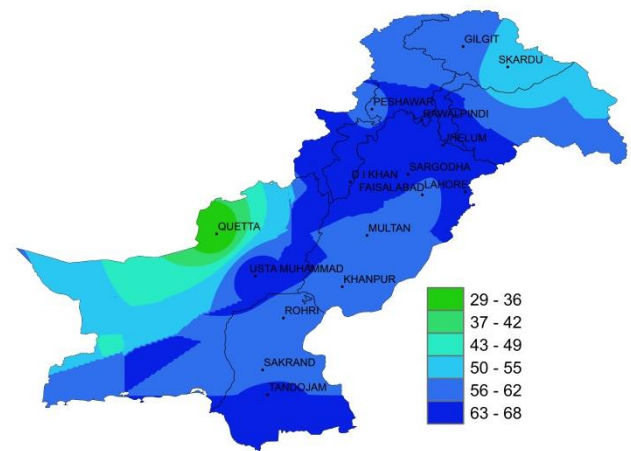 GILGIT
SKARDU
PESHAWAR
RAWALPINDI
JHELUM
SARGODHA
D I KHAN
FAISALABAD
LAHORE
QUETTA
MULTAN
USTA MUHAMMAD
KHANPUR
ROHRI
SAKRAND
TANDOJAM
29 - 36
37 - 42
43 - 49
50 - 55
56 - 62
63 - 68